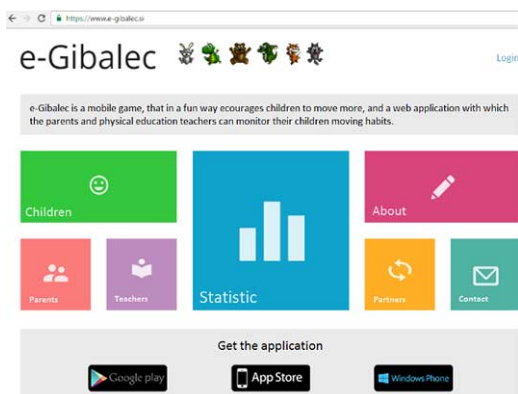 https://www.e-gibalec.si
e-Gibalec
Login
e-Gibalec is a mobile game, that in a fun way ecourages children to move more, and a web application with which
the parents and physical education teachers can monitor their children moving habits.
Children
Statistic
About
Parents
Teachers
Partners
Contact
Get the application
Google play
App Store
Windows Phone